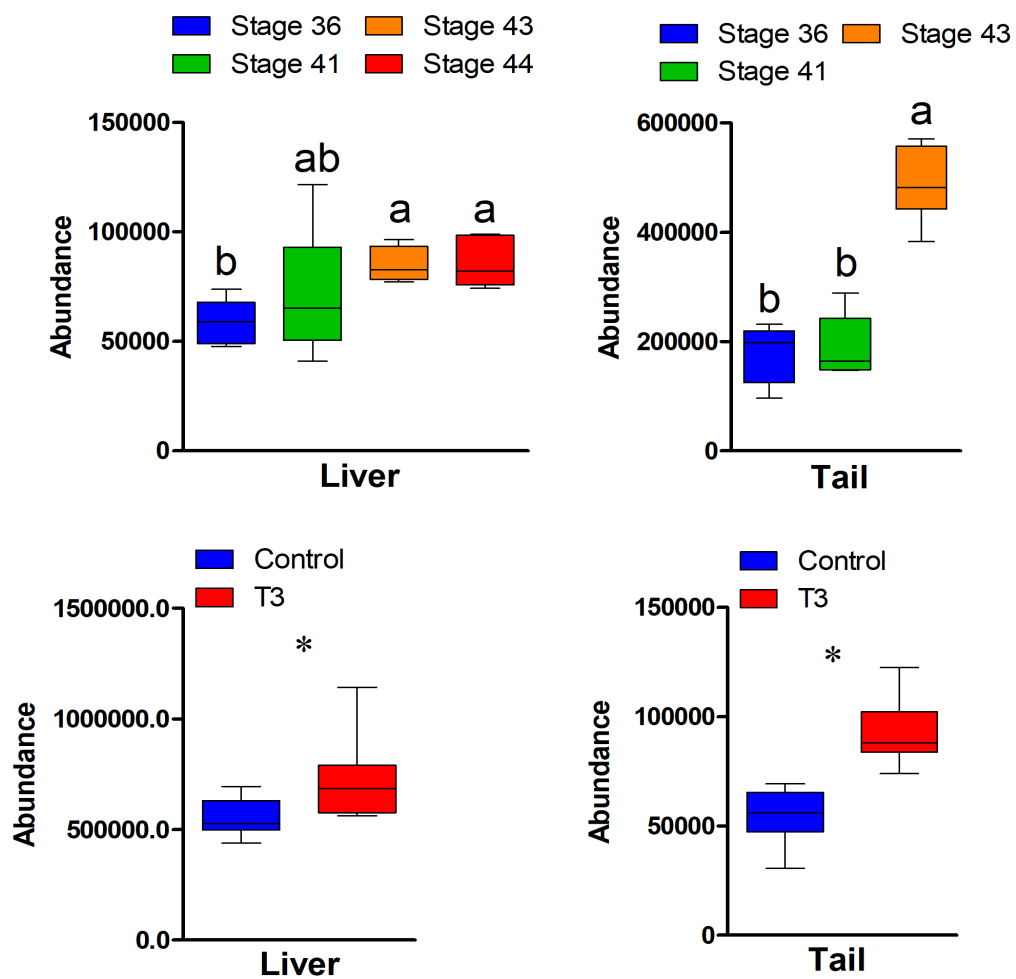 Stage 36 Stage 43
Stage 41 Stage 44
150000
100000
50000
0
Abundance
b
ab
a
a
Liver
Stage 36 Stage 43
Stage 41
600000
400000
200000
0
Abundance
b
b
a
Tail
Control
T3
1500000.0
1000000.0
500000.0
0.0
Abundance
*
Liver
Control
T3
150000
100000
50000
0
Abundance
*
Tail